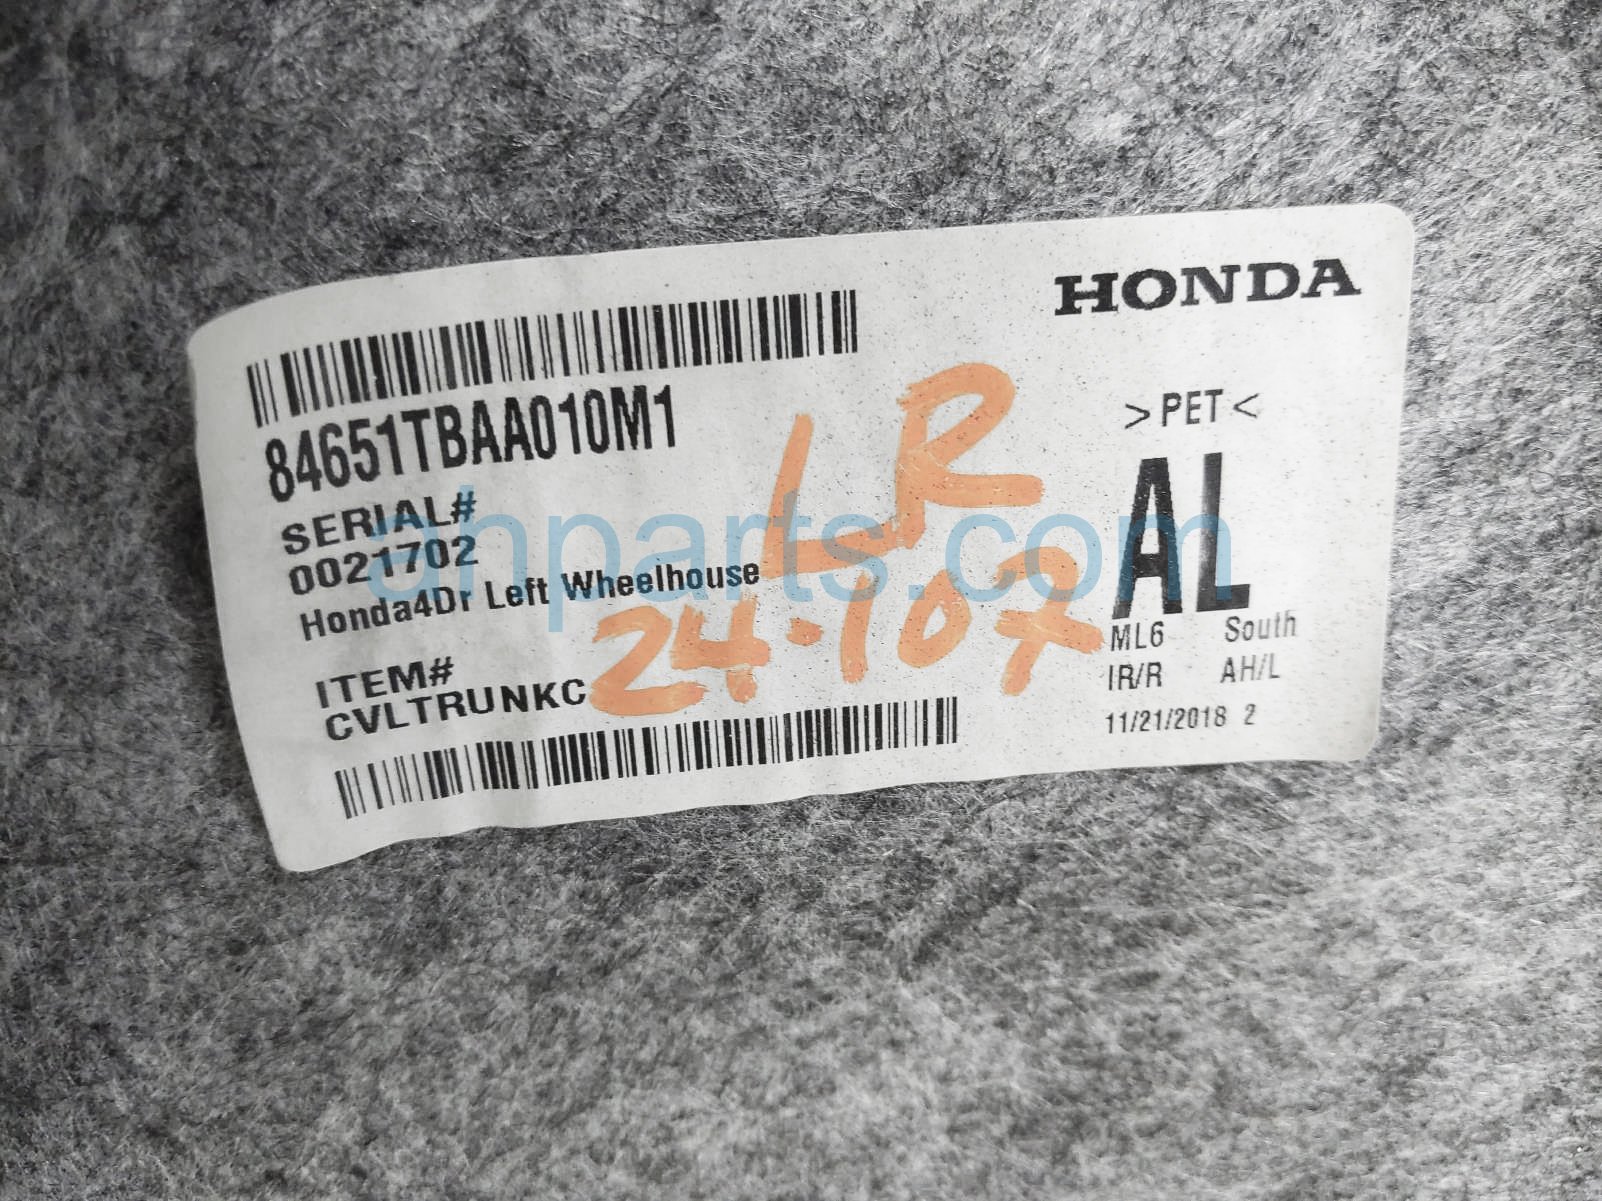 HONDA
84651TBAA010M1
SERIAL#
0021702
Honda4Dr Left Wheelhouse
ITEM#
CVLTRUNKC
LR
24-107
>PET<
AL
ML6 South
IR/R AH/L
11/21/2018 2
ahparts.com